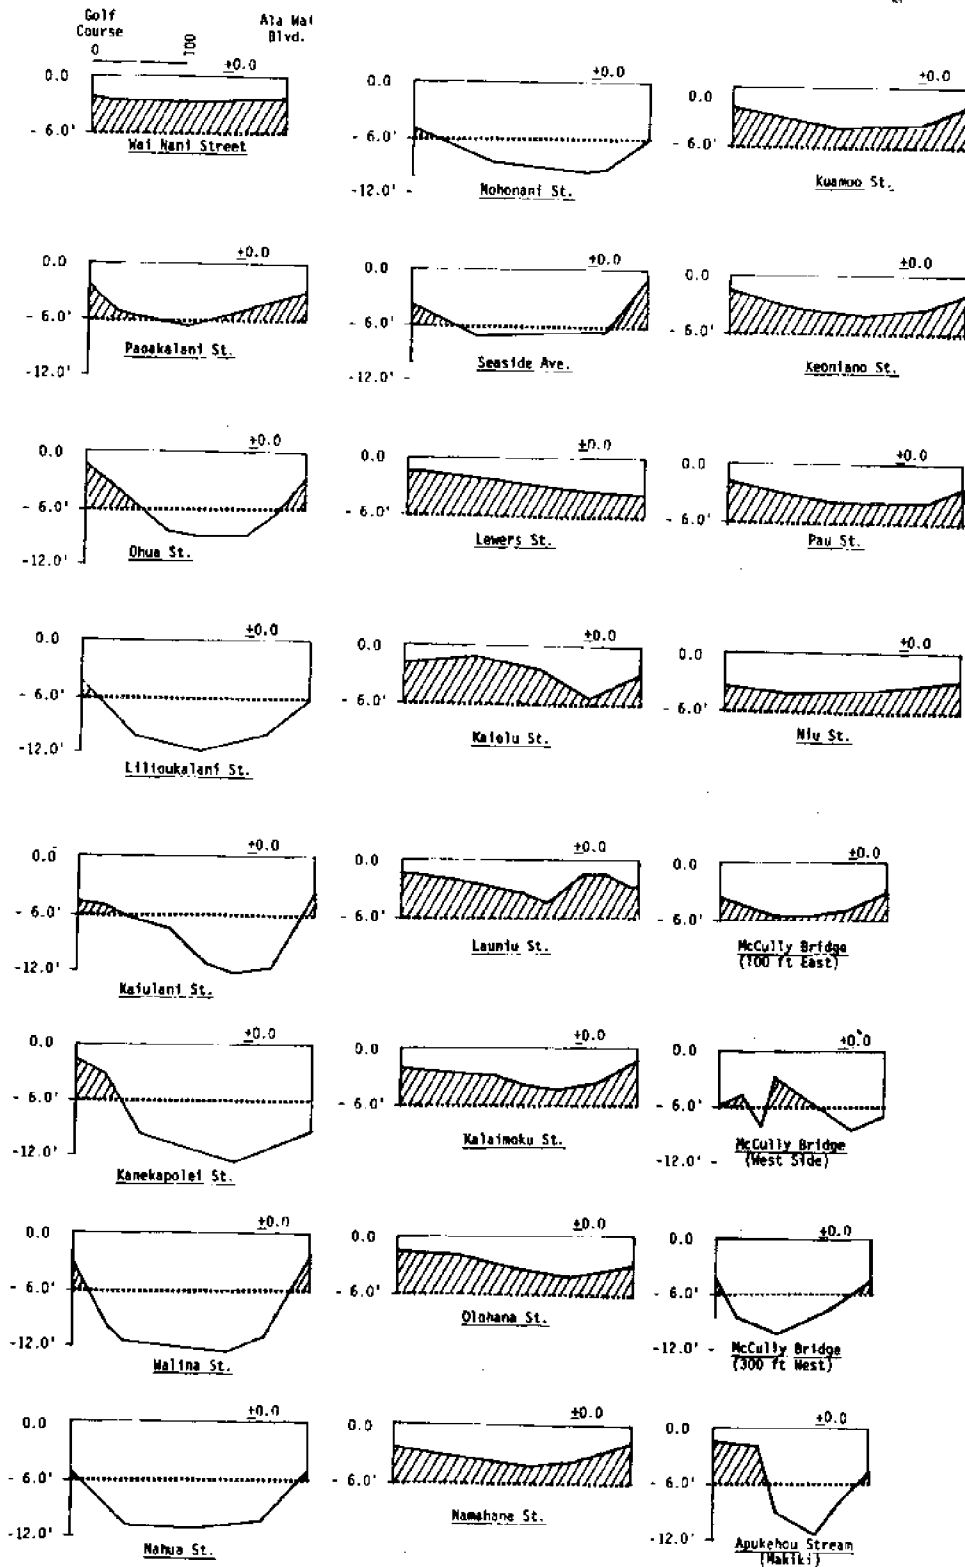 Golf
Course
0
100
Ala Wai
Blvd.
0.0
±0.0
- 6.0'
Wai Nani Street
0.0
±0.0
- 6.0'
Paoakalani St.
-12.0'
0.0
±0.0
- 6.0'
Ohua St.
-12.0'
0.0
±0.0
- 6.0'
-12.0'
Lilioukalani St.
0.0
±0.0
- 6.0'
-12.0'
Kaiulani St.
0.0
±0.0
- 6.0'
-12.0'
Kanekapolei St.
0.0
±0.0
- 6.0'
-12.0'
Walina St.
0.0
±0.0
- 6.0'
-12.0'
Nahua St.
0.0
±0.0
- 6.0'
-12.0'
Nohonani St.
0.0
±0.0
- 6.0'
Seaside Ave.
-12.0'
0.0
±0.0
- 6.0'
Lewers St.
0.0
±0.0
- 6.0'
Kaiolu St.
0.0
±0.0
- 6.0'
Launiu St.
0.0
±0.0
- 6.0'
Kalaimoku St.
0.0
±0.0
- 6.0'
Olohana St.
0.0
±0.0
- 6.0'
Namahana St.
0.0
±0.0
- 6.0'
Kuamoo St.
0.0
±0.0
- 6.0'
Keoniano St.
0.0
±0.0
- 6.0'
Pau St.
0.0
±0.0
- 6.0'
Niu St.
0.0
±0.0
- 6.0'
McCully Bridge
(100 ft East)
0.0
±0.0
- 6.0'
McCully Bridge
(West Side)
-12.0'
0.0
±0.0
- 6.0'
-12.0'
McCully Bridge
(300 ft West)
0.0
±0.0
- 6.0'
-12.0'
Apukehou Stream
(Makiki)